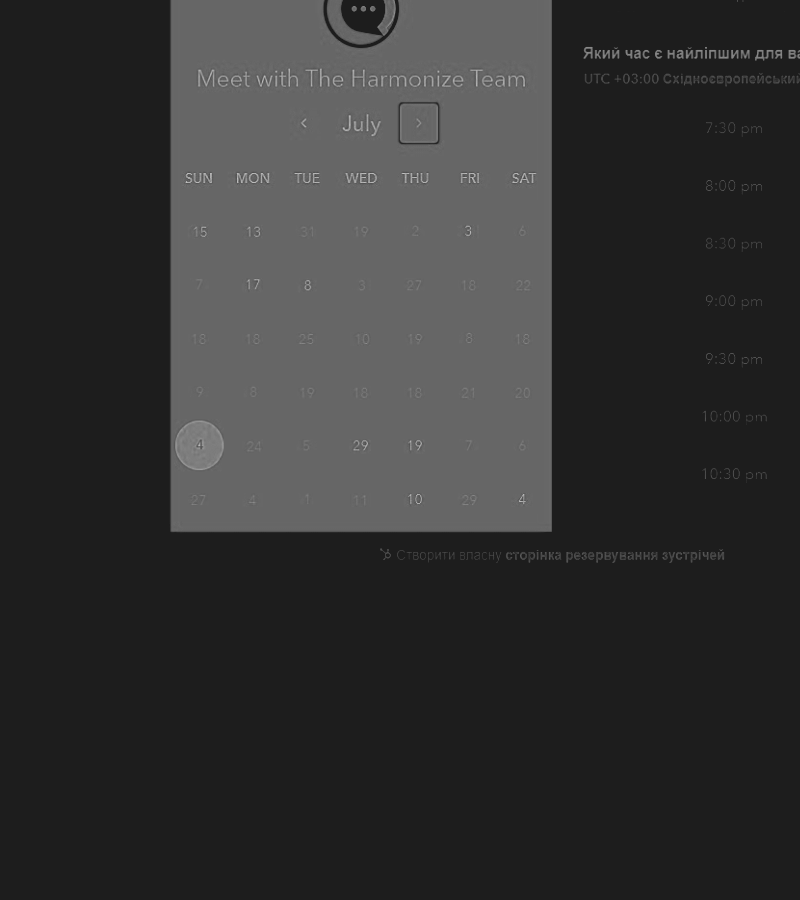 Meet with The Harmonize Team
July
SUN MON TUE WED THU FRI SAT
15 13 31 19 2 3 6
7 17 8 3 27 18 22
18 18 25 10 19 8 18
9 8 19 18 18 21 20
4 24 5 29 19 7 6
27 4 1 11 10 29 4
Який час є найліпшим для
UTC +03:00 Східноєвропейський
7:30 pm
8:00 pm
8:30 pm
9:00 pm
9:30 pm
10:00 pm
10:30 pm
Створити власну сторінка резервування зустрічей